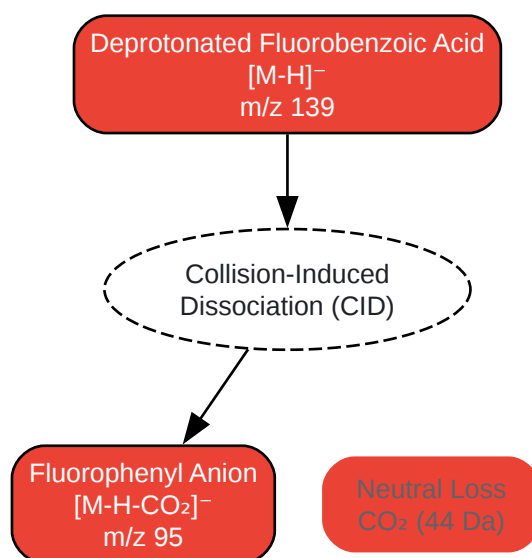 Deprotonated Fluorobenzoic Acid
[M-H]⁻
m/z 139
Collision-Induced
Dissociation (CID)
Fluorophenyl Anion
[M-H-CO₂]⁻
m/z 95
Neutral Loss
CO₂ (44 Da)